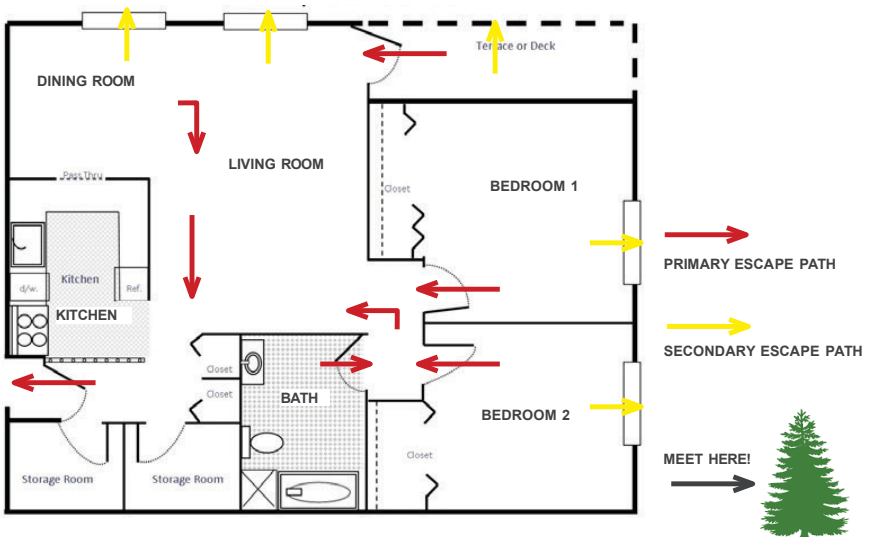 Terrace or Deck
DINING ROOM
LIVING ROOM
Pass Thru
Closet
BEDROOM 1
PRIMARY ESCAPE PATH
Kitchen
d/w.
Ref.
KITCHEN
SECONDARY ESCAPE PATH
Closet
Closet
BATH
BEDROOM 2
Closet
MEET HERE!
Storage Room
Storage Room